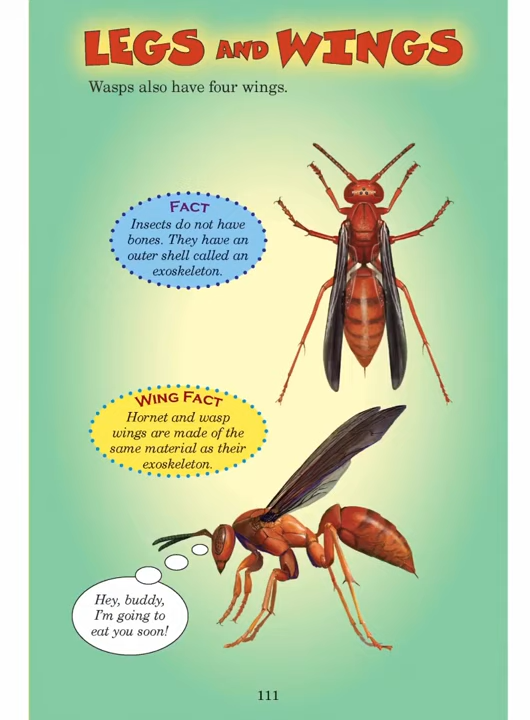 LEGS AND WINGS
Wasps also have four wings.
FACT
Insects do not have
bones. They have an
outer shell called an
exoskeleton.
WING FACT
Hornet and wasp
wings are made of the
same material as their
exoskeleton.
Hey, buddy,
I'm going to
eat you soon!
111